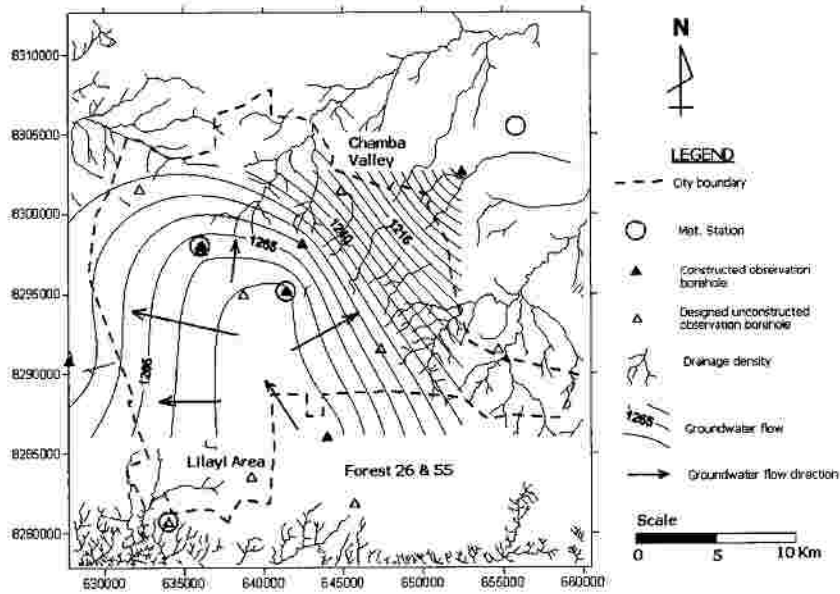 8310000
8305000
8300000
8295000
8290000
8285000
8280000
630000
635000
640000
645000
650000
655000
660000
Chamba
Valley
1265
1240
1215
1265
Lilayi Area
Forest 26 & 55
N
LEGEND
City boundary
Met. Station
Constructed observation
borehole
Designed unconstructed
observation borehole
Drainage density
1265
Groundwater flow
Groundwater flow direction
Scale
0 5 10 Km